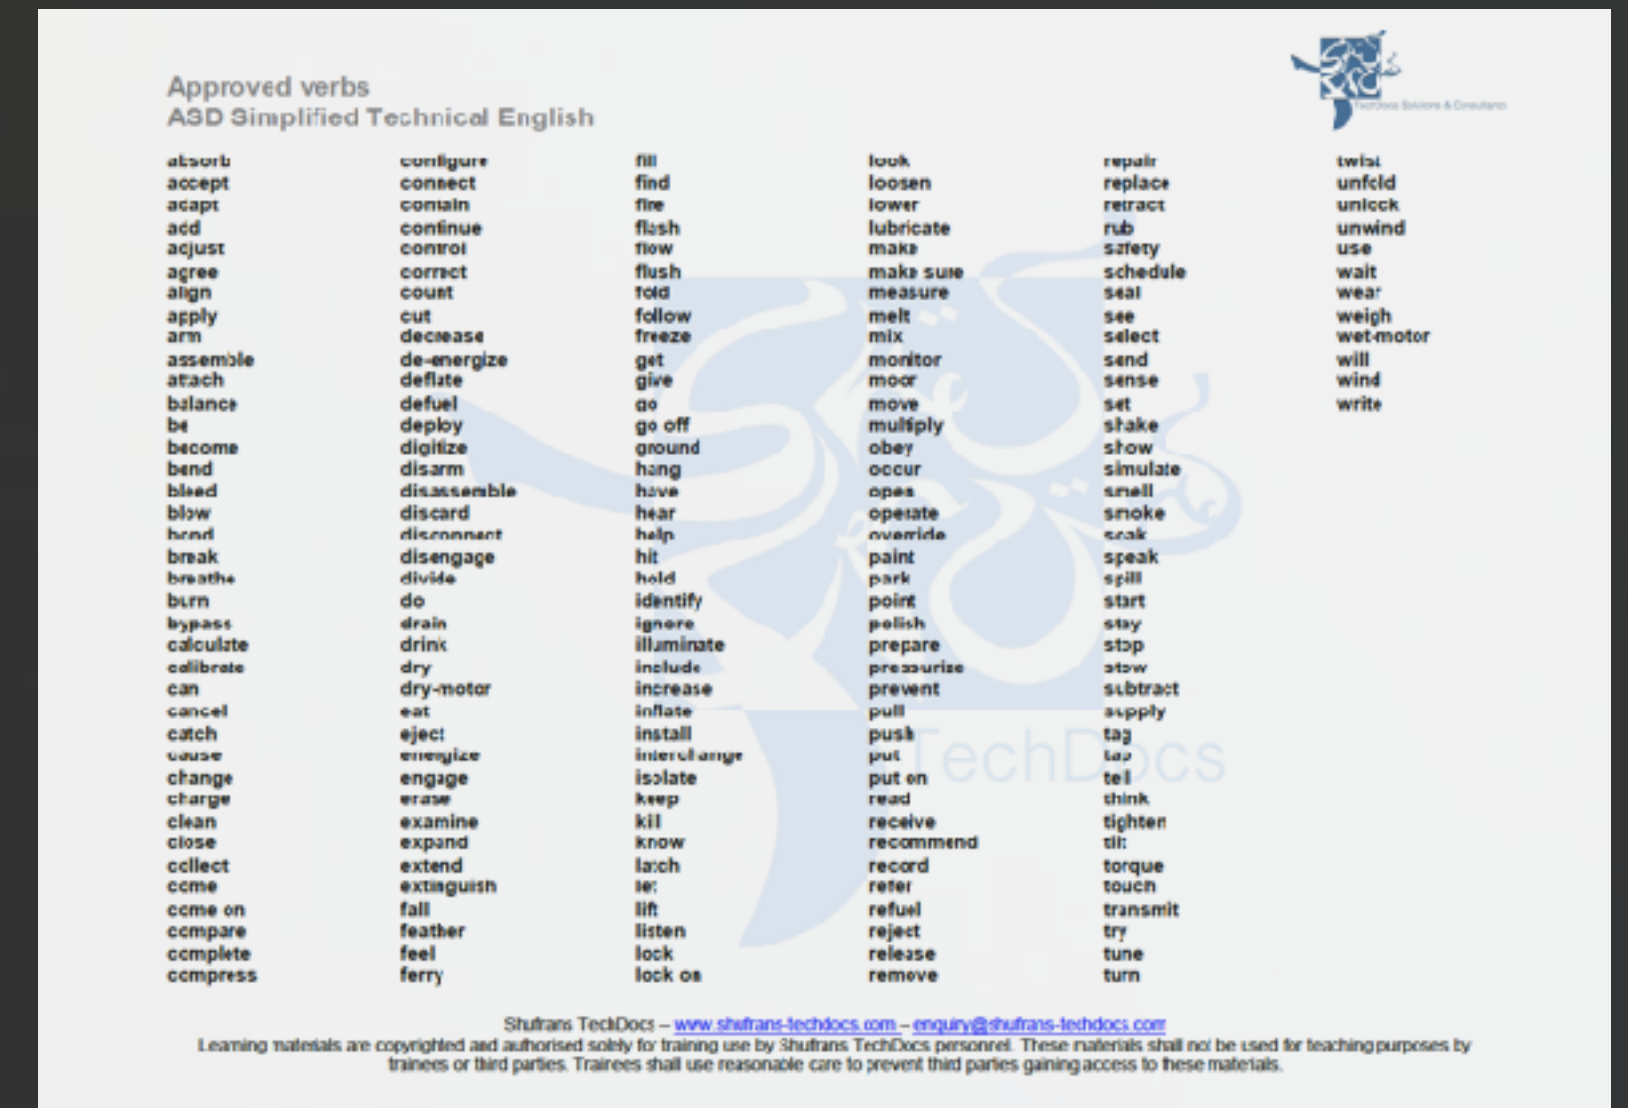 TechDocs Solutions & Consultants
Approved verbs
ASD Simplified Technical English
absorb
accept
adapt
add
adjust
agree
align
apply
arm
assemble
attach
balance
be
become
bend
bleed
blow
bond
break
breathe
burn
bypass
calculate
calibrate
can
cancel
catch
cause
change
charge
clean
close
collect
come
come on
compare
complete
compress
configure
connect
contain
continue
control
correct
count
cut
decrease
de-energize
deflate
defuel
deploy
digitize
disarm
disassemble
discard
disconnect
disengage
divide
do
drain
drink
dry
dry-motor
eat
eject
energize
engage
erase
examine
expand
extend
extinguish
fall
feather
feel
ferry
fill
find
fire
flash
flow
flush
fold
follow
freeze
get
give
go
go off
ground
hang
have
hear
help
hit
hold
identify
ignore
illuminate
include
increase
inflate
install
interchange
isolate
keep
kill
know
latch
let
lift
listen
lock
lock on
look
loosen
lower
lubricate
make
make sure
measure
melt
mix
monitor
moor
move
multiply
obey
occur
open
operate
override
paint
park
point
polish
prepare
pressurize
prevent
pull
push
put
put on
read
receive
recommend
record
refer
refuel
reject
release
remove
repair
replace
retract
rub
safety
schedule
seal
see
select
send
sense
set
shake
show
simulate
smell
smoke
soak
speak
spill
start
stay
stop
stow
subtract
supply
tag
tap
tell
think
tighten
tilt
torque
touch
transmit
try
tune
turn
twist
unfold
unlock
unwind
use
wait
wear
weigh
wet-motor
will
wind
write
TechDocs
Shufrans TechDocs – www.shufrans-techdocs.com – enquiry@shufrans-techdocs.com
Learning materials are copyrighted and authorised solely for training use by Shufrans TechDocs personnel. These materials shall not be used for teaching purposes by
trainees or third parties. Trainees shall use reasonable care to prevent third parties gaining access to these materials.